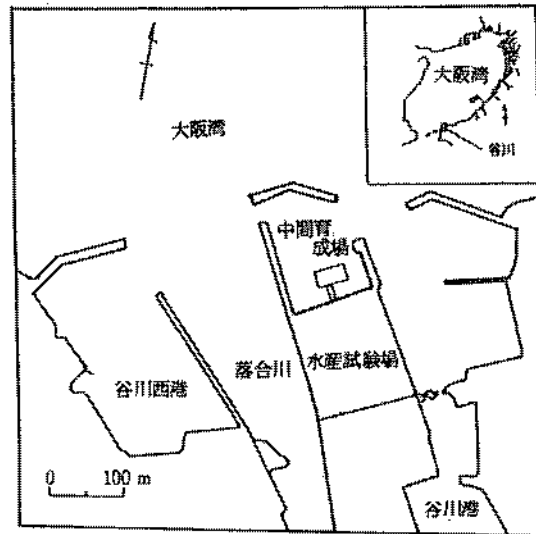 大阪湾
谷川
大阪湾
中間育
成場
水産試験場
落合川
谷川西港
0 100 m
谷川港